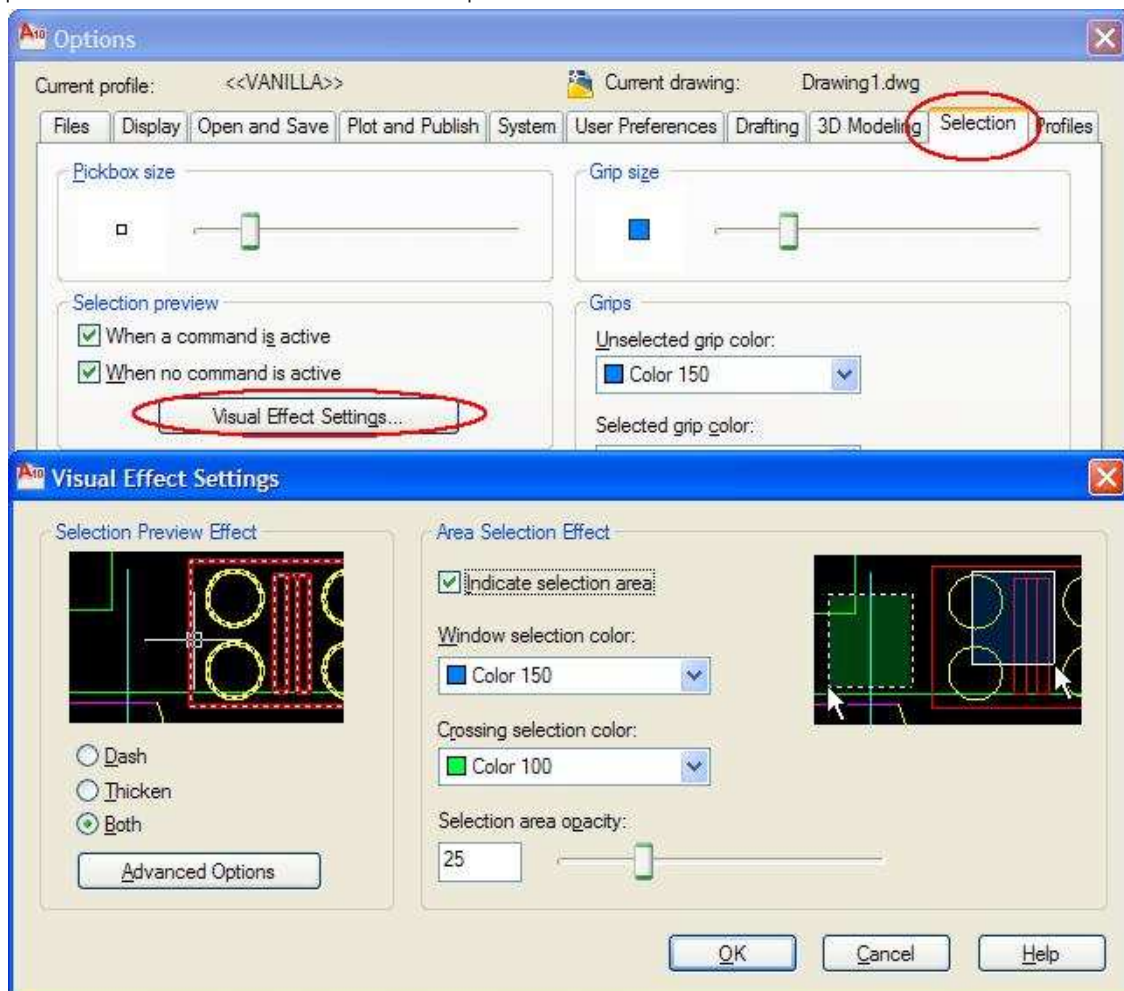 A10 Options
Current profile: <<VANILLA>> Current drawing: Drawing1.dwg
Files Display Open and Save Plot and Publish System User Preferences Drafting 3D Modeling Selection Profiles
Pickbox size
Grip size
Selection preview
When a command is active
When no command is active
Visual Effect Settings...
Grips
Unselected grip color:
Color 150
Selected grip color:
A10 Visual Effect Settings
Selection Preview Effect
Dash
Thicken
Both
Advanced Options
Area Selection Effect
Indicate selection area
Window selection color:
Color 150
Crossing selection color:
Color 100
Selection area opacity:
25
OK Cancel Help